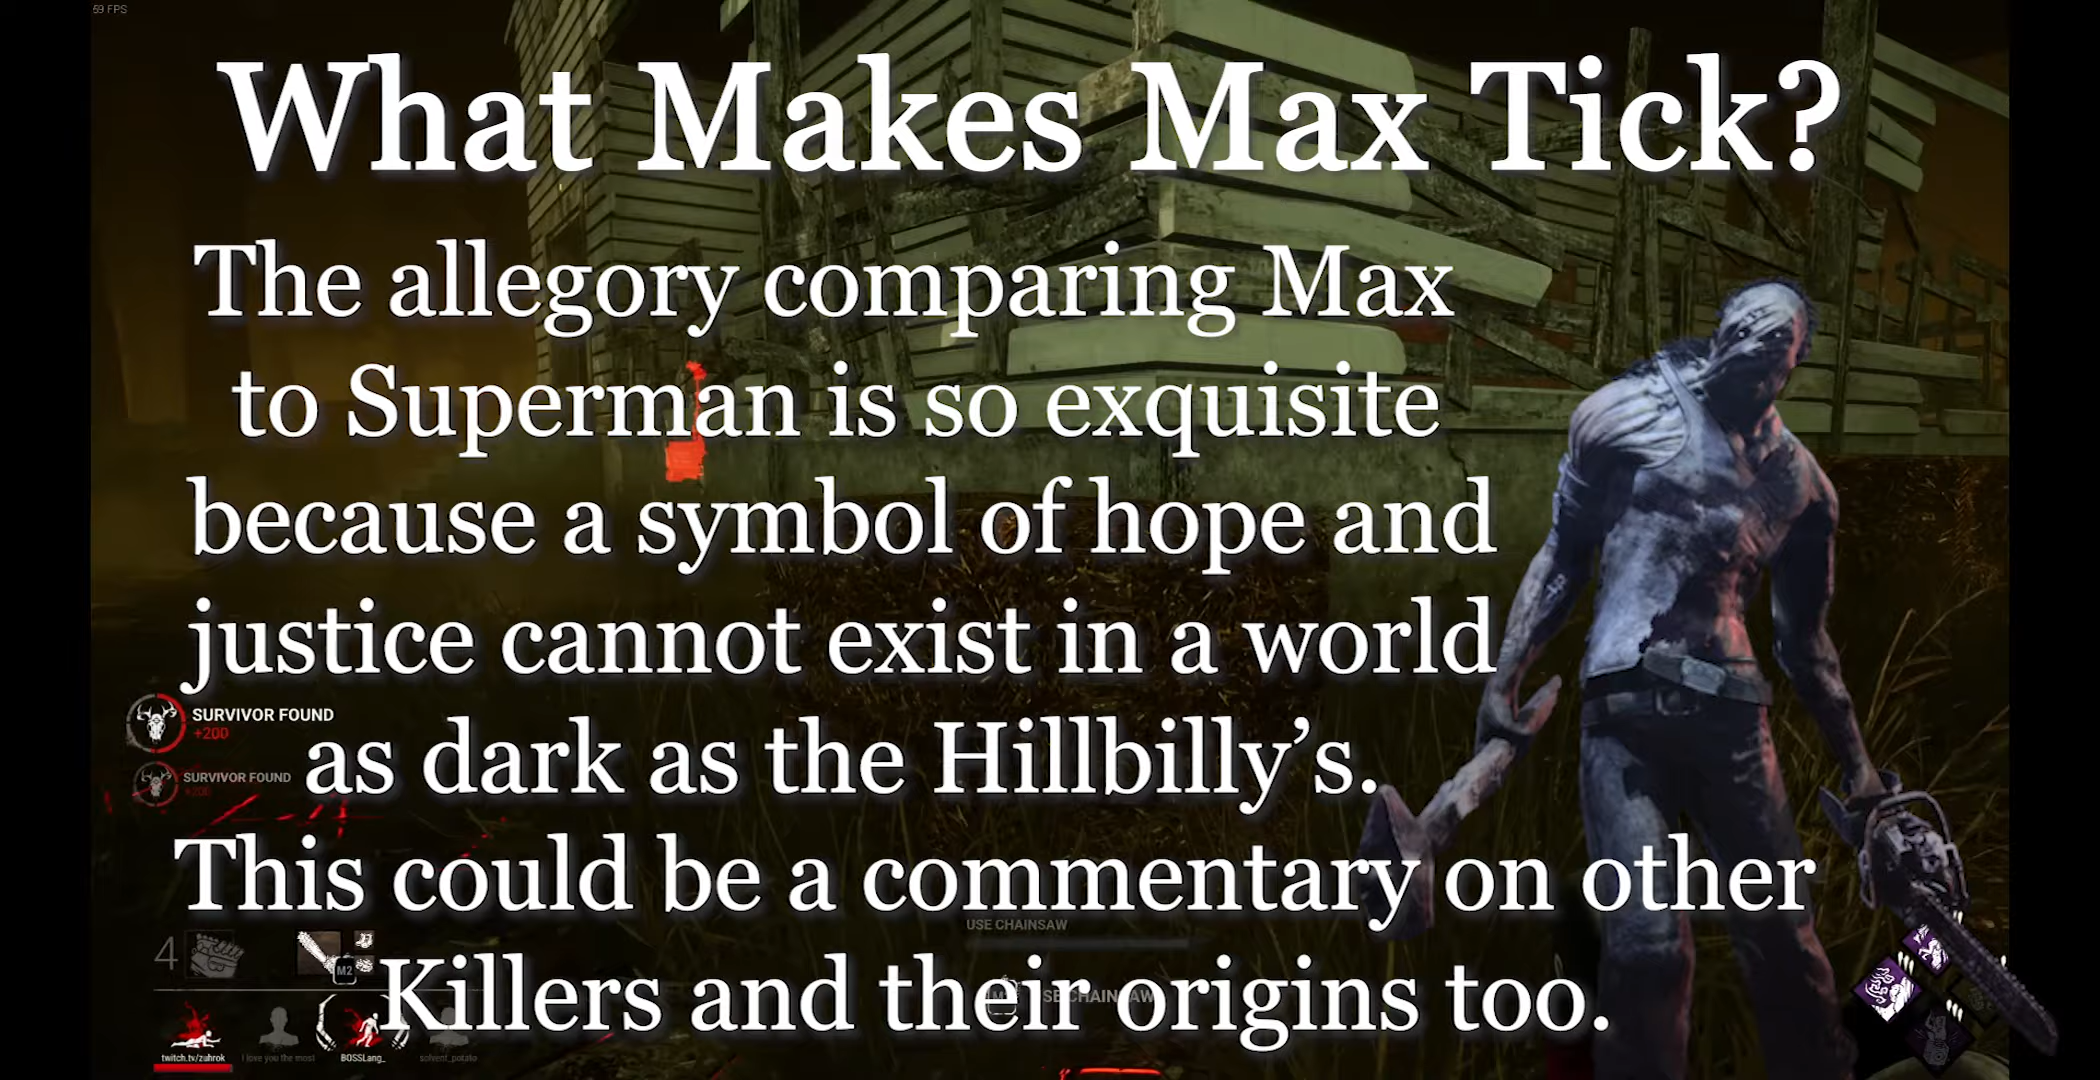 59 FPS
What Makes Max Tick?
The allegory comparing Max
to Superman is so exquisite
because a symbol of hope and
justice cannot exist in a world
SURVIVOR FOUND
+200
as dark as the Hillbilly's.
SURVIVOR FOUND
+200
This could be a commentary on other
USE CHAINSAW
4
M2
Killers and their origins too.
twitch.tv/zuhrok
I love you the most
BOSSLang_
solvent_potato